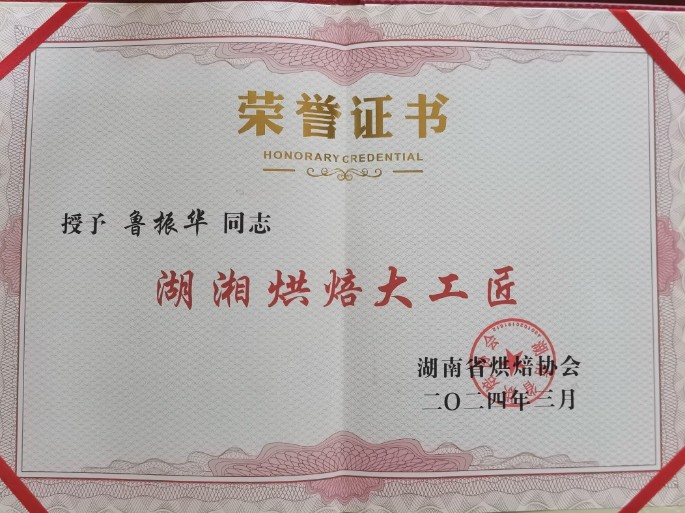 荣誉证书
HONORARY CREDENTIAL
授予 鲁振华 同志
湖湘烘焙大工匠
湖南省烘焙协会
二〇二四年三月